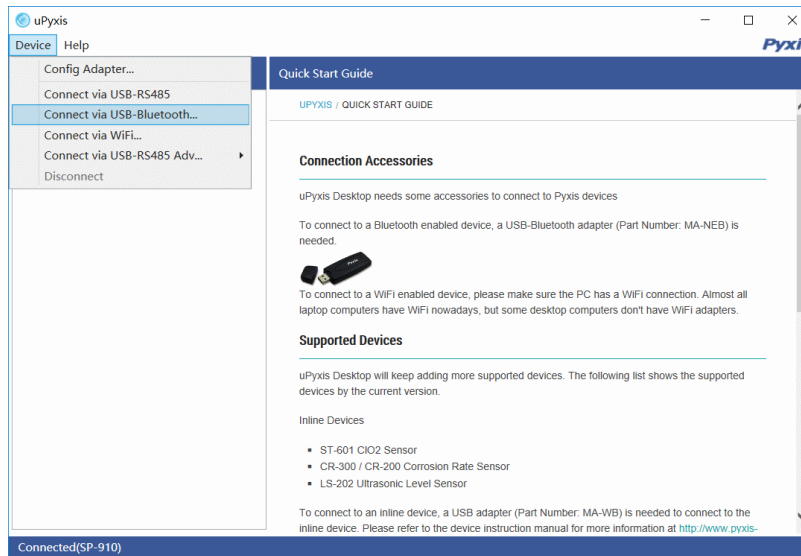 uPyxis
Device Help
Pyxi
Config Adapter...
Connect via USB-RS485
Connect via USB-Bluetooth...
Connect via WiFi...
Connect via USB-RS485 Adv...
Disconnect
Quick Start Guide
UPYXIS / QUICK START GUIDE
Connection Accessories
uPyxis Desktop needs some accessories to connect to Pyxis devices
To connect to a Bluetooth enabled device, a USB-Bluetooth adapter (Part Number: MA-NEB) is
needed.
Pyxis
To connect to a WiFi enabled device, please make sure the PC has a WiFi connection. Almost all
laptop computers have WiFi nowadays, but some desktop computers don't have WiFi adapters.
Supported Devices
uPyxis Desktop will keep adding more supported devices. The following list shows the supported
devices by the current version.
Inline Devices
ST-601 ClO2 Sensor
CR-300 / CR-200 Corrosion Rate Sensor
LS-202 Ultrasonic Level Sensor
To connect to an inline device, a USB adapter (Part Number: MA-WB) is needed to connect to the
inline device. Please refer to the device instruction manual for more information at http://www.pyxis-
Connected(SP-910)